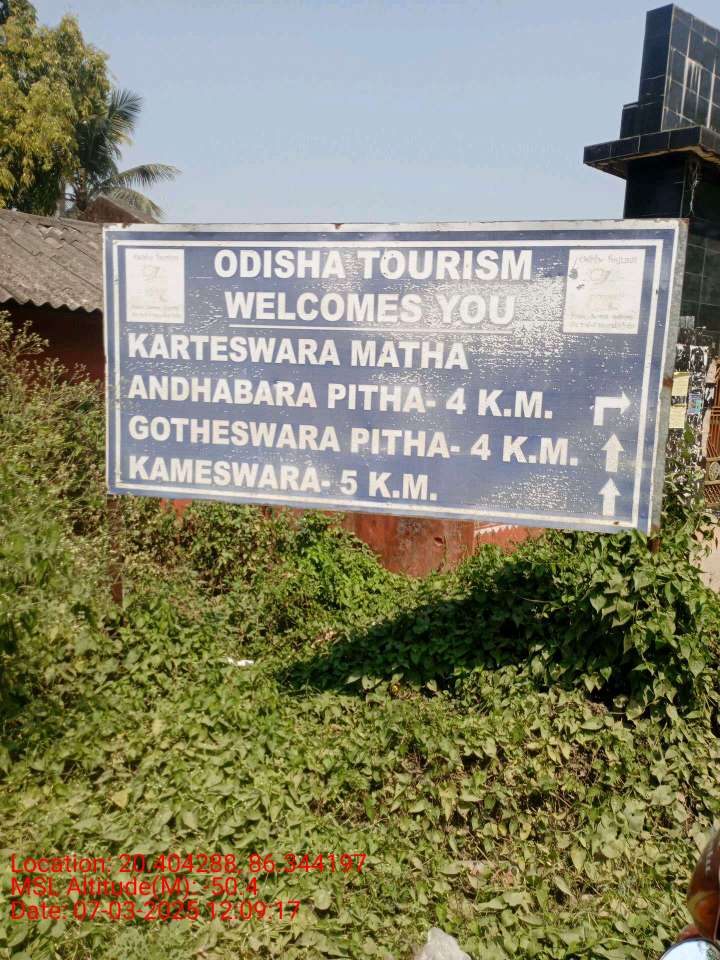 ODISHA TOURISM
WELCOMES YOU
KARTESWARA MATHA
ANDHABARA PITHA- 4 K.M.
GOTHESWARA PITHA- 4 K.M.
KAMESWARA- 5 K.M.
Location: 20.404288, 86.344197
MSL Altitude(M): -50.4
Date: 07-03-2025 12:09:17